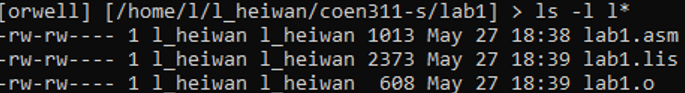 [orwell] [/home/l/l_heiwan/coen311-s/lab1] > ls -l l*
-rw-rw---- 1 l_heiwan l_heiwan 1013 May 27 18:38 lab1.asm
-rw-rw---- 1 l_heiwan l_heiwan 2373 May 27 18:39 lab1.lis
-rw-rw---- 1 l_heiwan l_heiwan  608 May 27 18:39 lab1.o